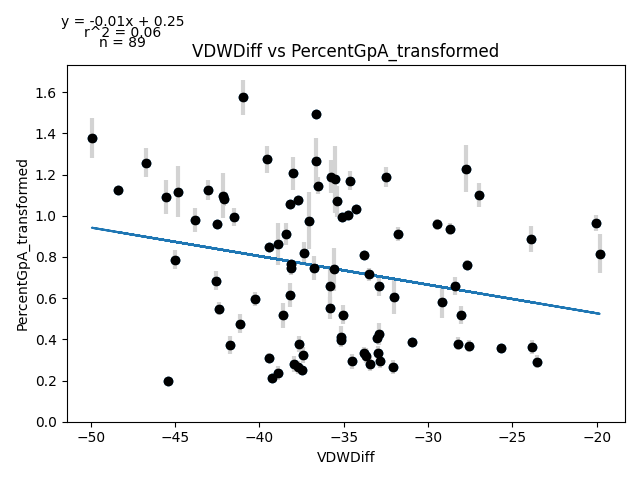 y = -0.01x + 0.25
r^2 = 0.06
n = 89
VDWDiff vs PercentGpA_transformed
PercentGpA_transformed
1.6
1.4
1.2
1.0
0.8
0.6
0.4
0.2
0.0
−50 −45 −40 −35 −30 −25 −20
VDWDiff